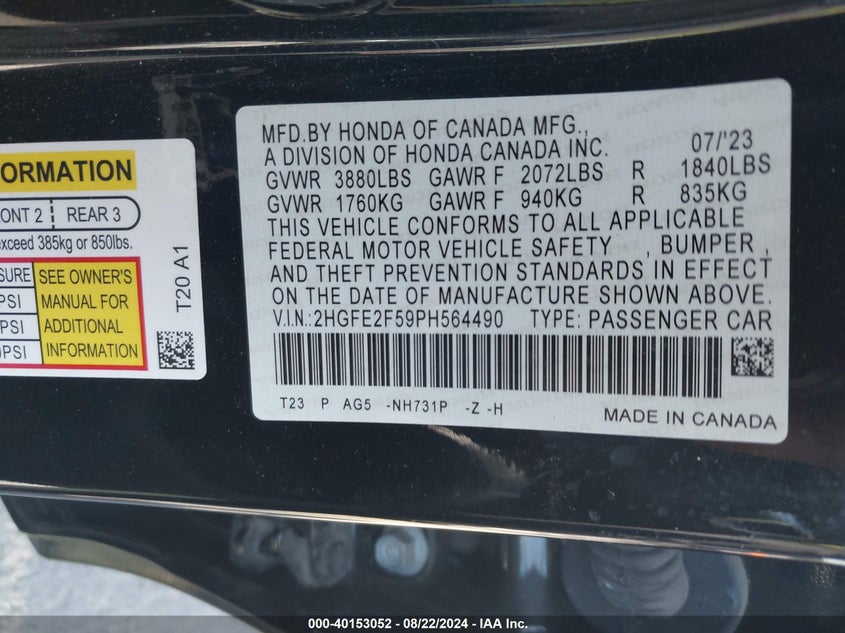 ORMATION
ONT 2 REAR 3
exceed 385kg or 850lbs.
SURE SEE OWNER'S
PSI MANUAL FOR
PSI ADDITIONAL
PSI INFORMATION
T20 A1
MFD.BY HONDA OF CANADA MFG.,
A DIVISION OF HONDA CANADA INC. 07/'23
GVWR 3880LBS GAWR F 2072LBS R 1840LBS
GVWR 1760KG GAWR F 940KG R 835KG
THIS VEHICLE CONFORMS TO ALL APPLICABLE
FEDERAL MOTOR VEHICLE SAFETY , BUMPER ,
AND THEFT PREVENTION STANDARDS IN EFFECT
ON THE DATE OF MANUFACTURE SHOWN ABOVE.
V.I.N.:2HGFE2F59PH564490 TYPE: PASSENGER CAR
T23 P AG5 -NH731P -Z -H
MADE IN CANADA
000-40153052 - 08/22/2024 - IAA Inc.